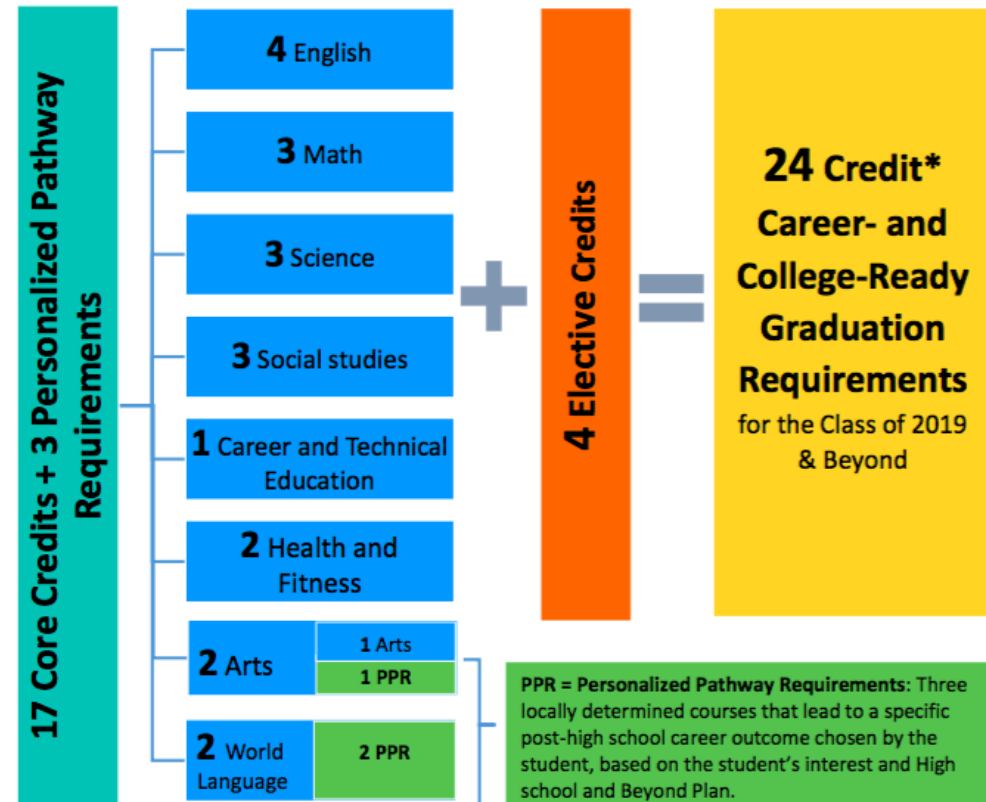 17 Core Credits + 3 Personalized Pathway
Requirements
4 English
3 Math
3 Science
3 Social studies
1 Career and Technical
Education
2 Health and
Fitness
2 Arts
1 Arts
1 PPR
2 World
Language
2 PPR
+
4 Elective Credits
=
24 Credit*
Career- and
College-Ready
Graduation
Requirements
for the Class of 2019
& Beyond
PPR = Personalized Pathway Requirements: Three
locally determined courses that lead to a specific
post-high school career outcome chosen by the
student, based on the student’s interest and High
school and Beyond Plan.